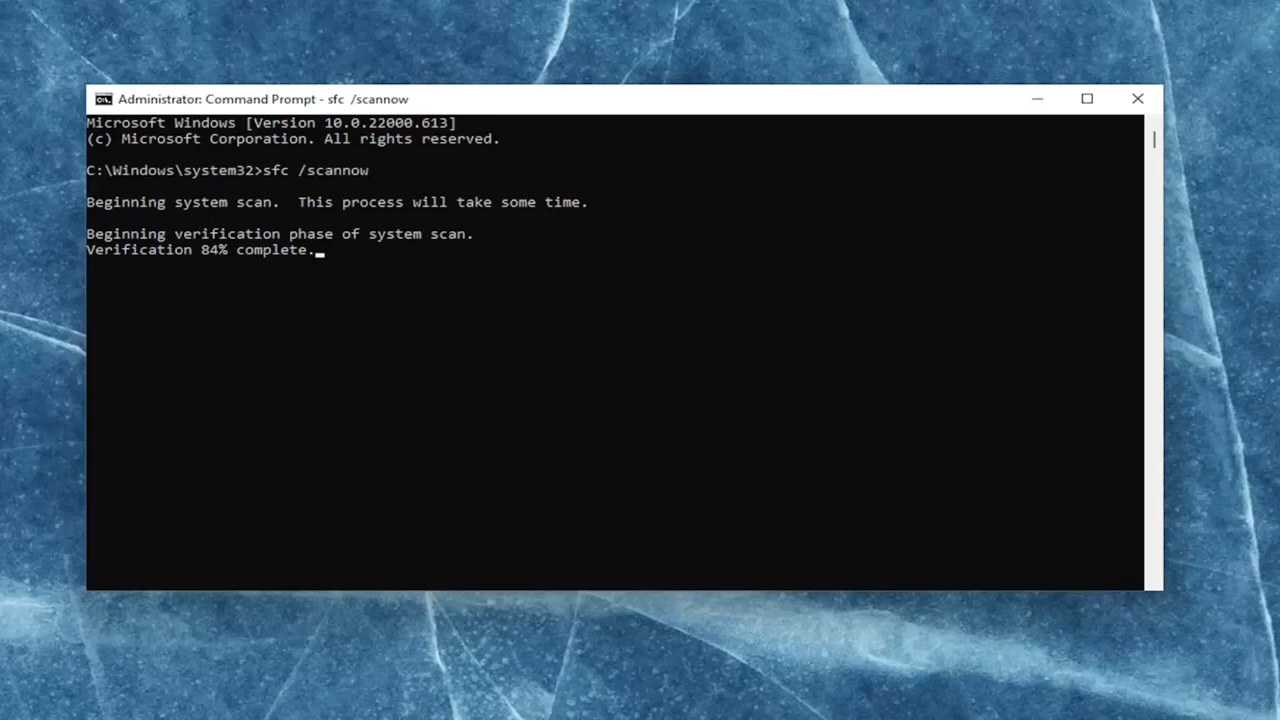 Administrator: Command Prompt - sfc  /scannow
Microsoft Windows [Version 10.0.22000.613]
(c) Microsoft Corporation. All rights reserved.
C:\Windows\system32>sfc /scannow
Beginning system scan.  This process will take some time.
Beginning verification phase of system scan.
Verification 84% complete.